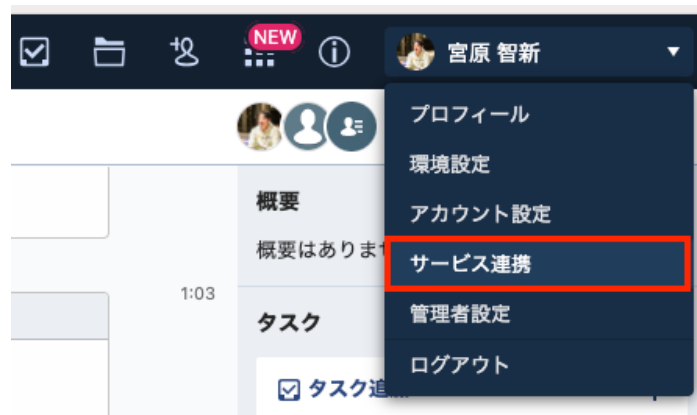 NEW
宮原 智新
プロフィール
環境設定
アカウント設定
サービス連携
管理者設定
ログアウト
概要
概要はありませ
1:03
タスク
タスク追